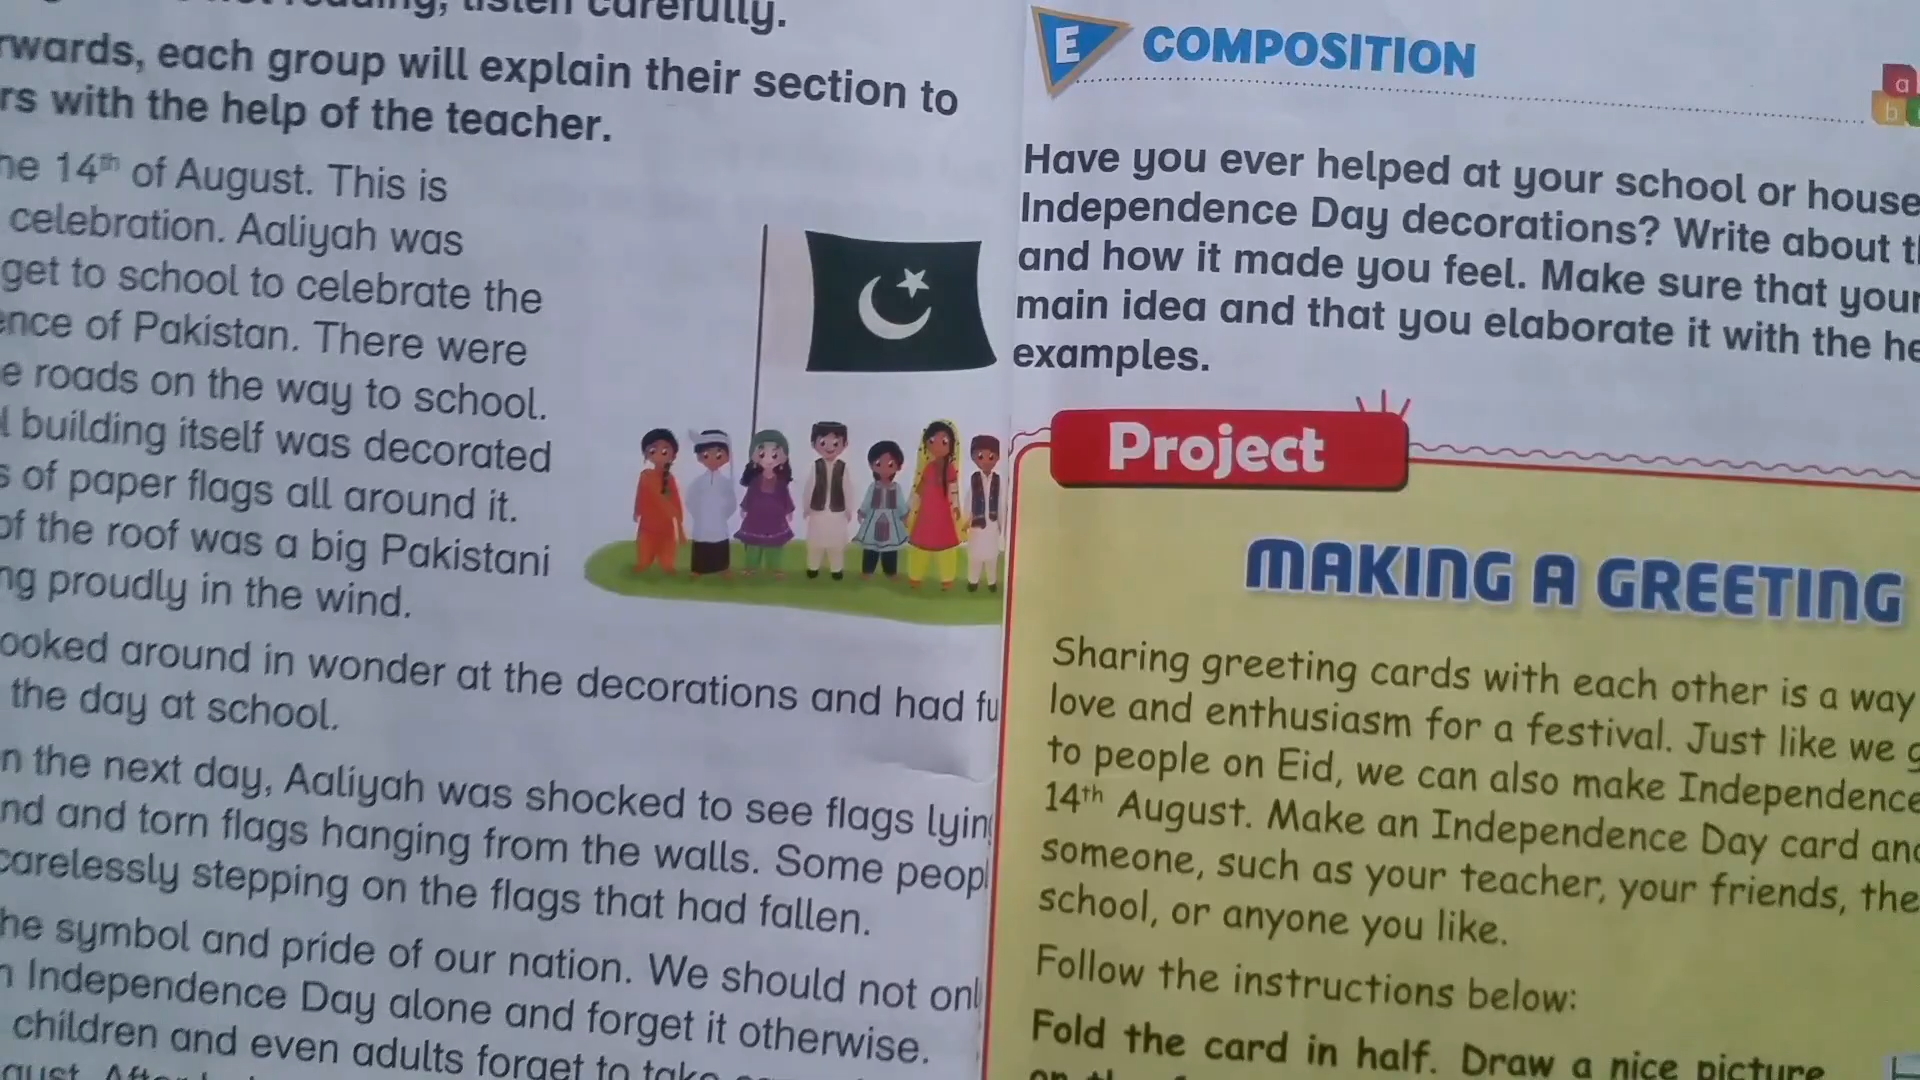 listen carefully.
rwards, each group will explain their section to
rs with the help of the teacher.
he 14th of August. This is
celebration. Aaliyah was
get to school to celebrate the
ence of Pakistan. There were
e roads on the way to school.
l building itself was decorated
s of paper flags all around it.
of the roof was a big Pakistani
ng proudly in the wind.
ooked around in wonder at the decorations and had fu
the day at school.
n the next day, Aaliyah was shocked to see flags lying
nd and torn flags hanging from the walls. Some peopl
carelessly stepping on the flags that had fallen.
he symbol and pride of our nation. We should not onl
n Independence Day alone and forget it otherwise.
children and even adults forget to take
E COMPOSITION
a
b
Have you ever helped at your school or house
Independence Day decorations? Write about t
and how it made you feel. Make sure that your
main idea and that you elaborate it with the he
examples.
Project
MAKING A GREETING
Sharing greeting cards with each other is a way
love and enthusiasm for a festival. Just like we g
to people on Eid, we can also make Independence
14th August. Make an Independence Day card and
someone, such as your teacher, your friends, the
school, or anyone you like.
Follow the instructions below:
Fold the card in half. Draw a nice picture